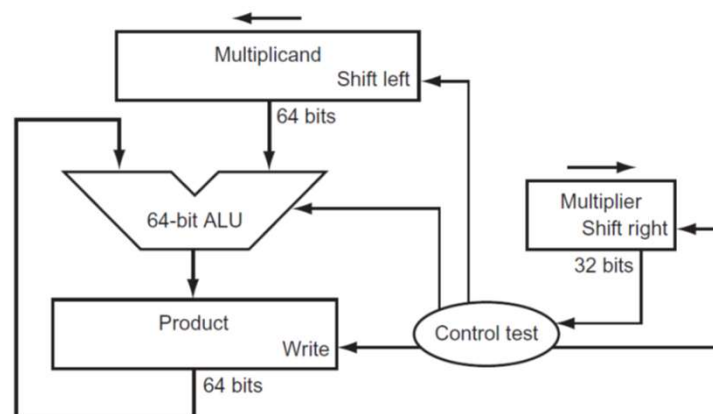 Multiplicand
Shift left
64 bits
64-bit ALU
Multiplier
Shift right
32 bits
Product
Write
Control test
64 bits